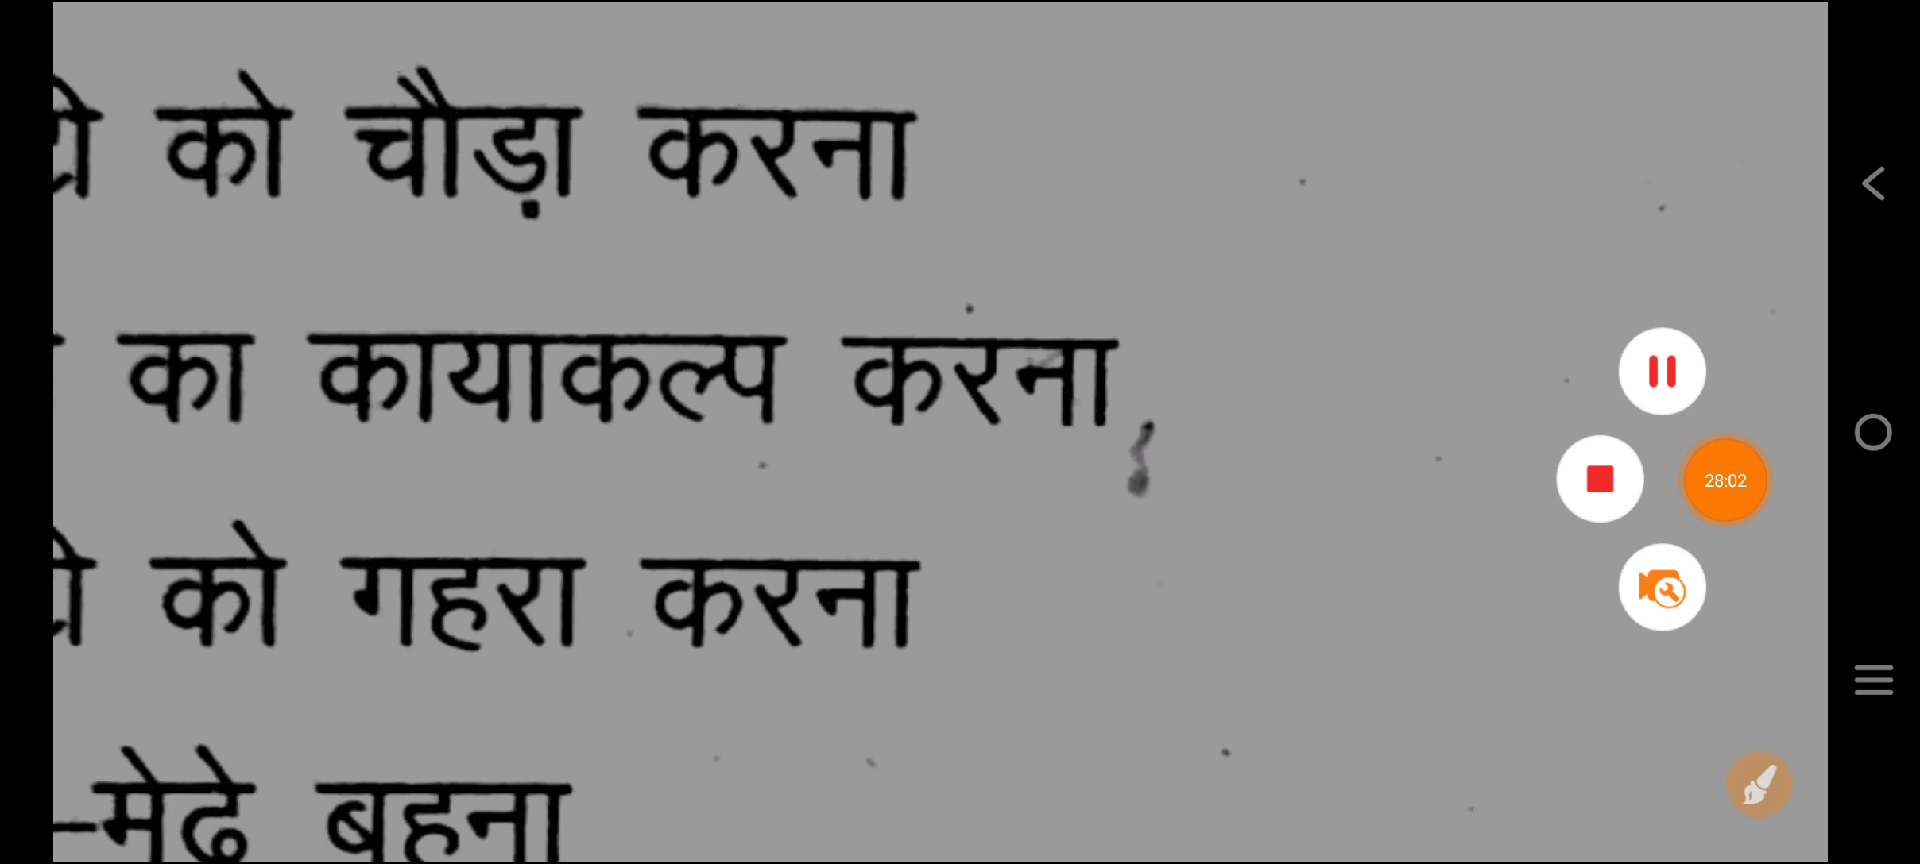 को चौड़ा करना
का कायाकल्प करना
को गहरा करना
-मेढे बहना
28:02